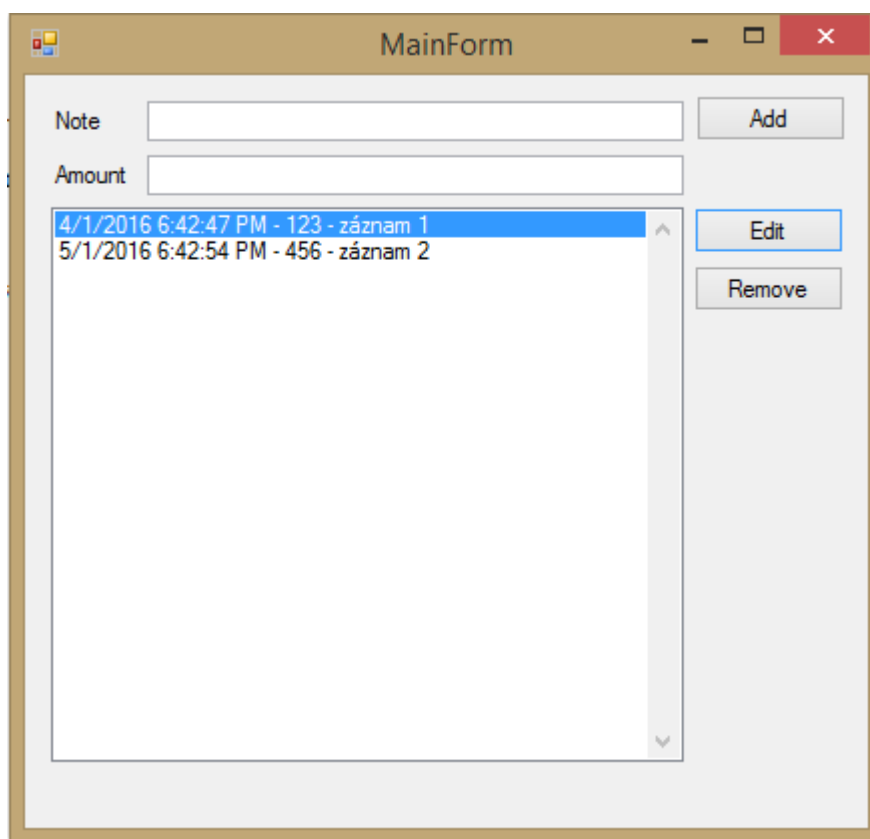 MainForm
Note
Add
Amount
4/1/2016 6:42:47 PM - 123 - záznam 1
5/1/2016 6:42:54 PM - 456 - záznam 2
Edit
Remove